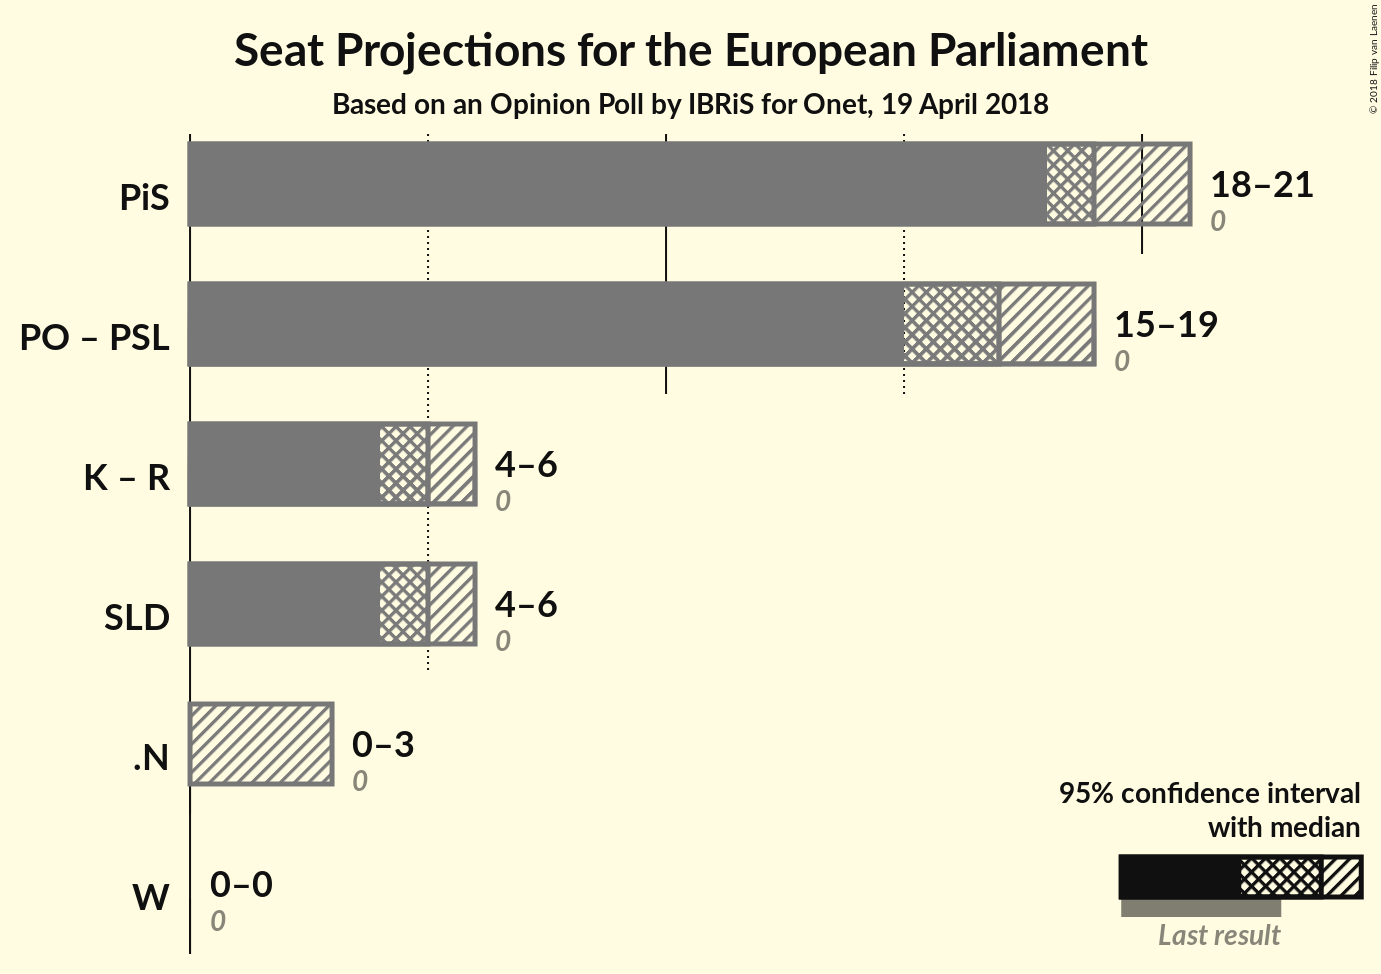 Seat Projections for the European Parliament
Based on an Opinion Poll by IBRiS for Onet, 19 April 2018
© 2018 Filip van Laenen
PiS
18–21
0
PO – PSL
15–19
0
K – R
4–6
0
SLD
4–6
0
.N
0–3
0
W
0–0
0
95% confidence interval
with median
Last result